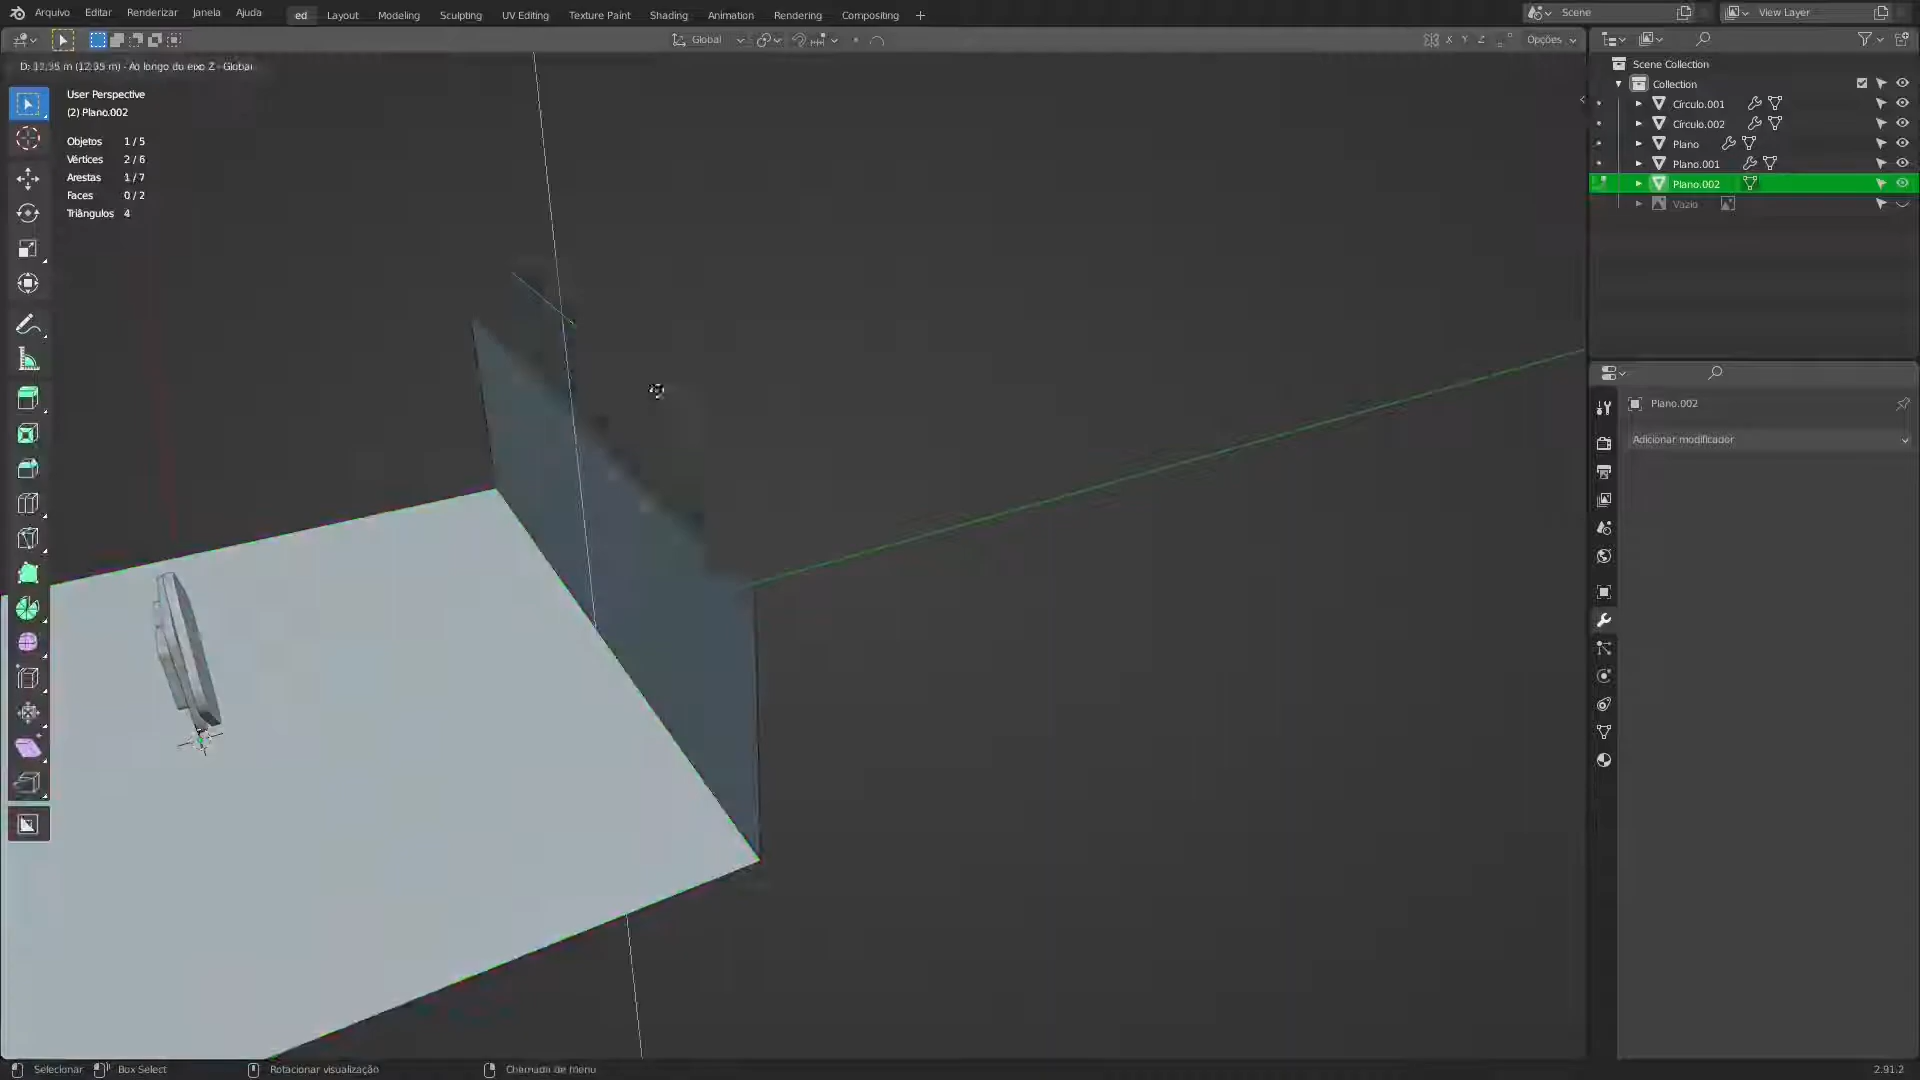 Arquivo Editar Renderizar Janela Ajuda ed Layout Modeling Sculpting UV Editing Texture Paint Shading Animation Rendering Compositing Scene View Layer
Global X Y Z Opções
D: 12,35 m (12,35 m) - Ao longo do eixo Z - Global
User Perspective
(2) Plano.002
Objetos 1 / 5
Vértices 2 / 6
Arestas 1 / 7
Faces 0 / 2
Triângulos 4
Scene Collection
Collection
Círculo.001
Círculo.002
Plano
Plano.001
Plano.002
Vazio
Plano.002
Adicionar modificador
Selecionar Box Select Rotacionar visualização Chamada de menu 2.91.2